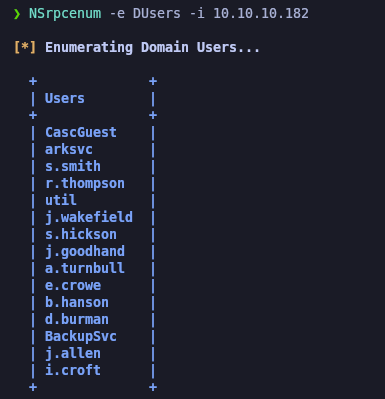 ❯ NSrpcenum -e DUsers -i 10.10.10.182
[*] Enumerating Domain Users...
+ +
| Users |
+ +
| CascGuest |
| arksvc |
| s.smith |
| r.thompson |
| util |
| j.wakefield |
| s.hickson |
| j.goodhand |
| a.turnbull |
| e.crowe |
| b.hanson |
| d.burman |
| BackupSvc |
| j.allen |
| i.croft |
+ +